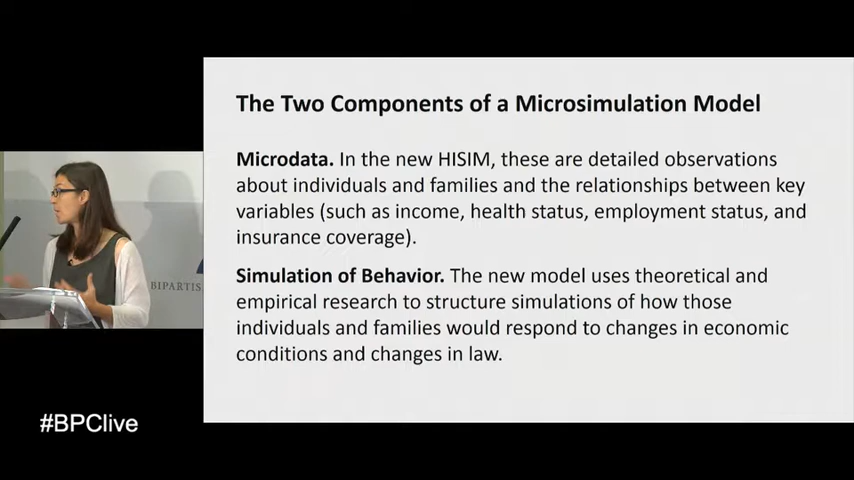 The Two Components of a Microsimulation Model
Microdata. In the new HISIM, these are detailed observations
about individuals and families and the relationships between key
variables (such as income, health status, employment status, and
insurance coverage).
Simulation of Behavior. The new model uses theoretical and
empirical research to structure simulations of how those
individuals and families would respond to changes in economic
conditions and changes in law.
BIPARTIS
#BPClive